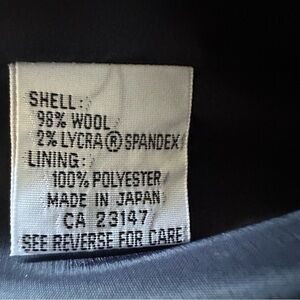 SHELL:
98% WOOL
2% LYCRA® SPANDEX
LINING:
100% POLYESTER
MADE IN JAPAN
CA 23147
SEE REVERSE FOR CARE